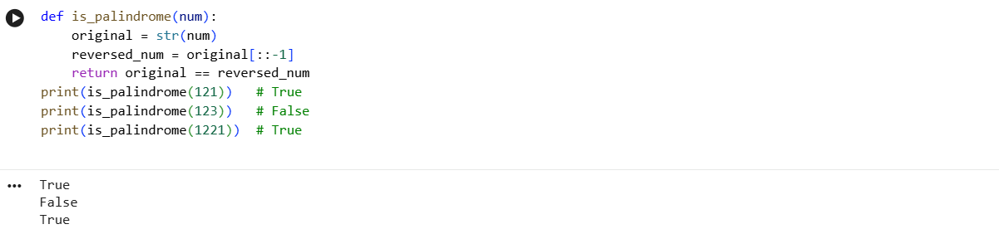 def is_palindrome(num):
    original = str(num)
    reversed_num = original[::-1]
    return original == reversed_num
print(is_palindrome(121))   # True
print(is_palindrome(123))   # False
print(is_palindrome(1221))  # True
True
False
True